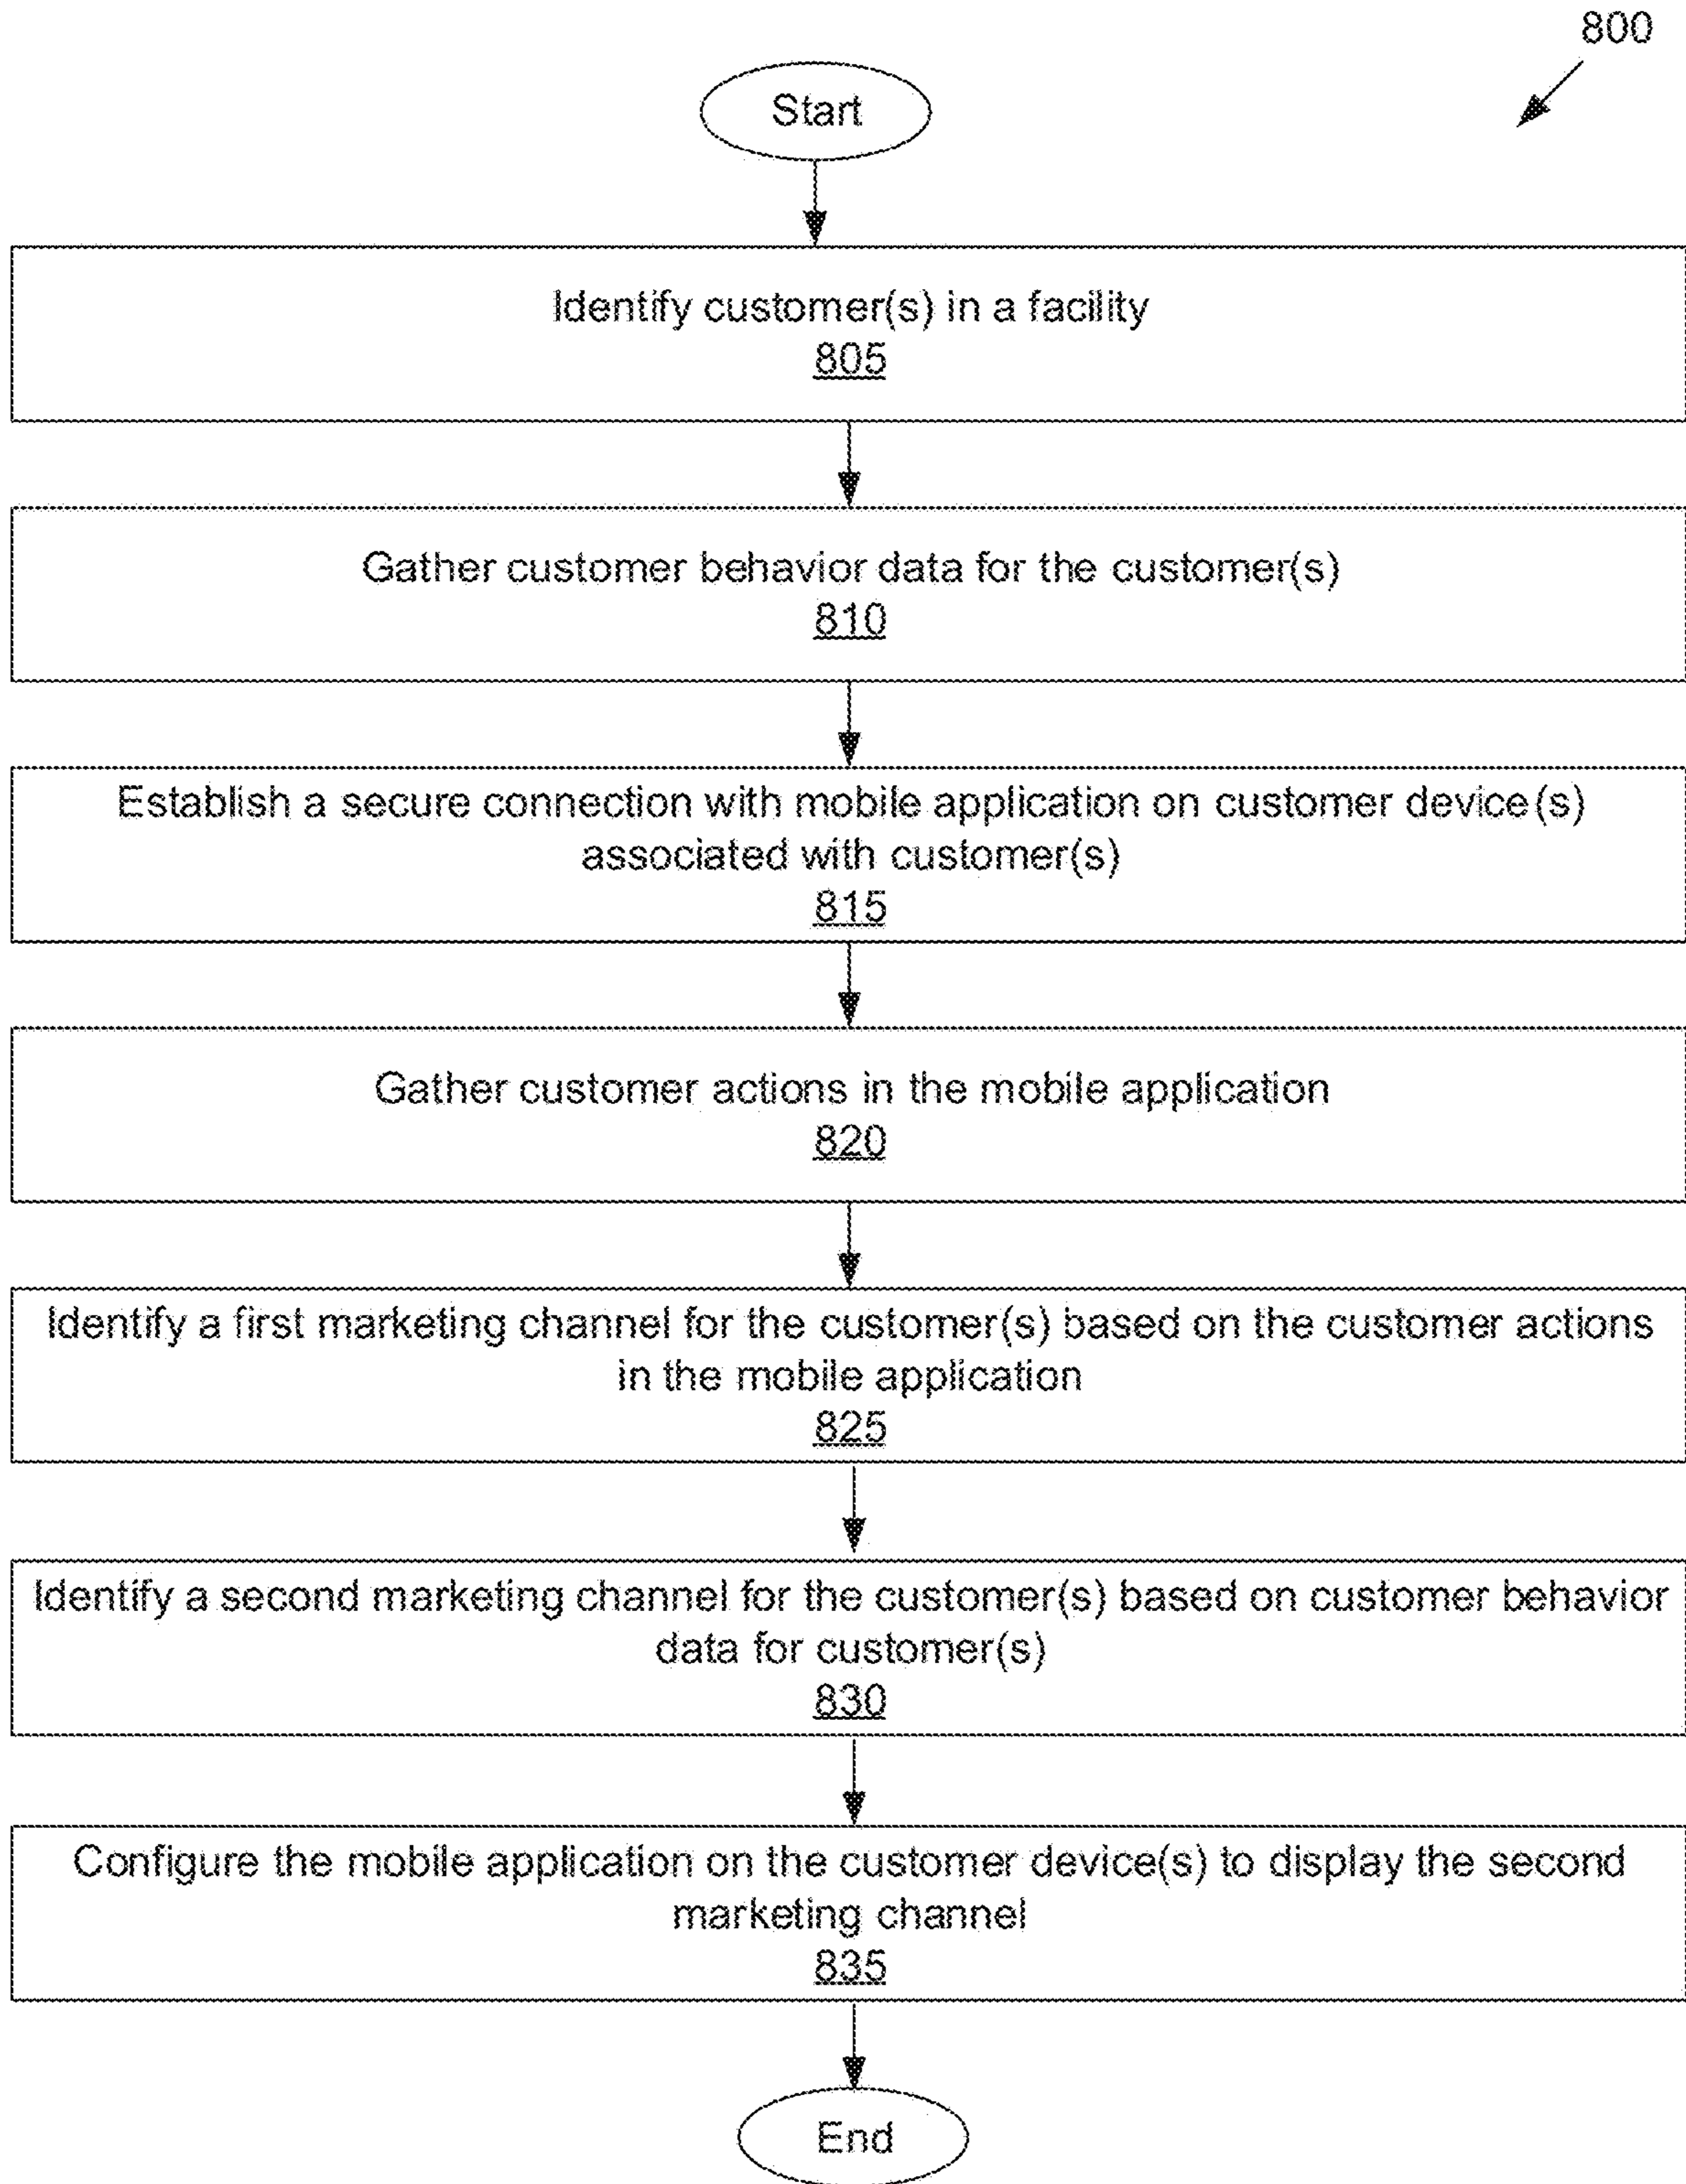 800
Start
Identify customer(s) in a facility
805
Gather customer behavior data for the customer(s)
810
Establish a secure connection with mobile application on customer device(s)
associated with customer(s)
815
Gather customer actions in the mobile application
820
Identify a first marketing channel for the customer(s) based on the customer actions
in the mobile application
825
Identify a second marketing channel for the customer(s) based on customer behavior
data for customer(s)
830
Configure the mobile application on the customer device(s) to display the second
marketing channel
835
End